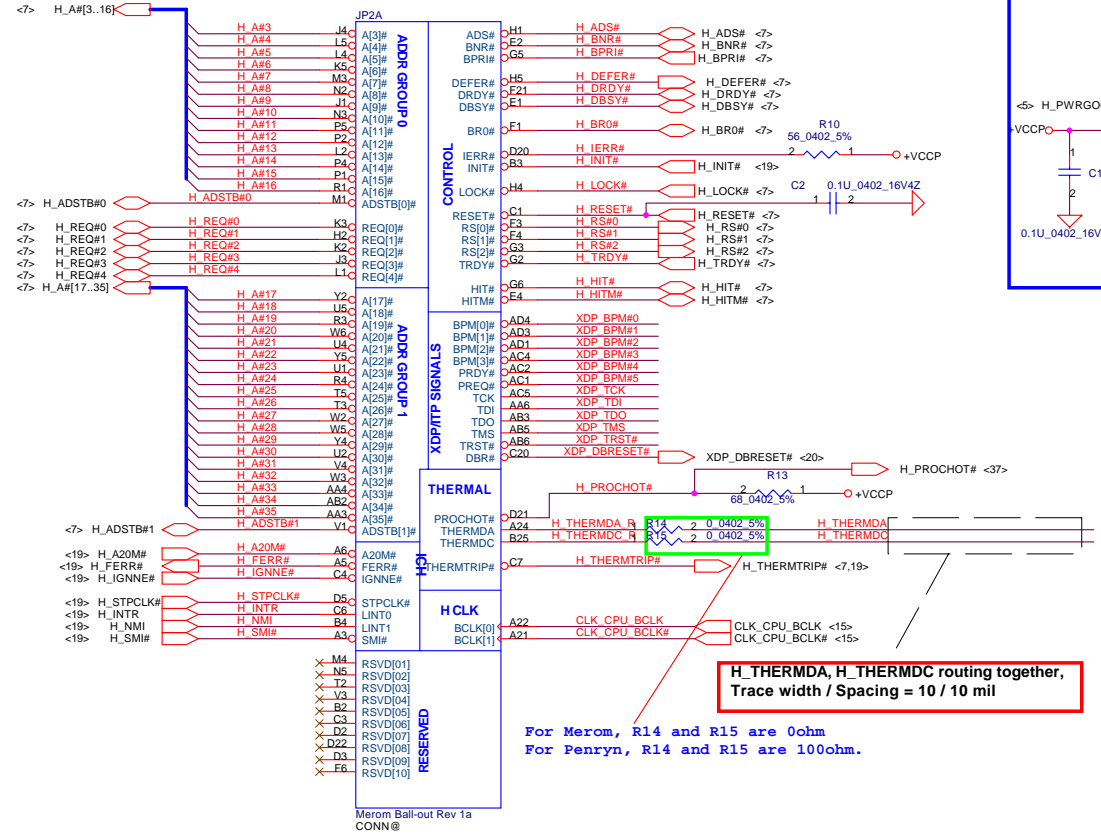 <7> H_A#[3..16]
JP2A
H_A#3 J4 A[3]#
H_A#4 L5 A[4]#
H_A#5 L4 A[5]#
H_A#6 K5 A[6]#
H_A#7 M3 A[7]#
H_A#8 N2 A[8]#
H_A#9 J1 A[9]#
H_A#10 N3 A[10]#
H_A#11 P5 A[11]#
H_A#12 P2 A[12]#
H_A#13 L2 A[13]#
H_A#14 P4 A[14]#
H_A#15 P1 A[15]#
H_A#16 R1 A[16]#
<7> H_ADSTB#0 H_ADSTB#0 M1 ADSTB[0]#
ADDR GROUP 0
<7> H_REQ#0 H_REQ#0 K3 REQ[0]#
<7> H_REQ#1 H_REQ#1 H2 REQ[1]#
<7> H_REQ#2 H_REQ#2 K2 REQ[2]#
<7> H_REQ#3 H_REQ#3 J3 REQ[3]#
<7> H_REQ#4 H_REQ#4 L1 REQ[4]#
<7> H_A#[17..35]
H_A#17 Y2 A[17]#
H_A#18 U5 A[18]#
H_A#19 R3 A[19]#
H_A#20 W6 A[20]#
H_A#21 U4 A[21]#
H_A#22 Y5 A[22]#
H_A#23 U1 A[23]#
H_A#24 R4 A[24]#
H_A#25 T5 A[25]#
H_A#26 T3 A[26]#
H_A#27 W2 A[27]#
H_A#28 W5 A[28]#
H_A#29 Y4 A[29]#
H_A#30 U2 A[30]#
H_A#31 V4 A[31]#
H_A#32 W3 A[32]#
H_A#33 AA4 A[33]#
H_A#34 AB2 A[34]#
H_A#35 AA3 A[35]#
<7> H_ADSTB#1 H_ADSTB#1 V1 ADSTB[1]#
ADDR GROUP 1
<19> H_A20M# H_A20M# A6 A20M#
<19> H_FERR# H_FERR# A5 FERR#
<19> H_IGNNE# H_IGNNE# C4 IGNNE#
ICH
<19> H_STPCLK# H_STPCLK# D5 STPCLK#
<19> H_INTR H_INTR C6 LINT0
<19> H_NMI H_NMI B4 LINT1
<19> H_SMI# H_SMI# A3 SMI#
M4 RSVD[01]
N5 RSVD[02]
T2 RSVD[03]
V3 RSVD[04]
B2 RSVD[05]
C3 RSVD[06]
D2 RSVD[07]
D22 RSVD[08]
D3 RSVD[09]
F6 RSVD[10]
RESERVED
Merom Ball-out Rev 1a
CONN@
CONTROL
ADS# H1 H_ADS# H_ADS# <7>
BNR# E2 H_BNR# H_BNR# <7>
BPRI# G5 H_BPRI# H_BPRI# <7>
DEFER# H5 H_DEFER# H_DEFER# <7>
DRDY# F21 H_DRDY# H_DRDY# <7>
DBSY# E1 H_DBSY# H_DBSY# <7>
BR0# F1 H_BR0# H_BR0# <7>
R10
56_0402_5%
IERR# D20 H_IERR# 2 1 +VCCP
INIT# B3 H_INIT# H_INIT# <19>
LOCK# H4 H_LOCK# H_LOCK# <7>
C2 0.1U_0402_16V4Z
1 2
RESET# C1 H_RESET# H_RESET# <7>
RS[0]# F3 H_RS#0 H_RS#0 <7>
RS[1]# F4 H_RS#1 H_RS#1 <7>
RS[2]# G3 H_RS#2 H_RS#2 <7>
TRDY# G2 H_TRDY# H_TRDY# <7>
HIT# G6 H_HIT# H_HIT# <7>
HITM# E4 H_HITM# H_HITM# <7>
XDP/ITP SIGNALS
BPM[0]# AD4 XDP_BPM#0
BPM[1]# AD3 XDP_BPM#1
BPM[2]# AD1 XDP_BPM#2
BPM[3]# AC4 XDP_BPM#3
PRDY# AC2 XDP_BPM#4
PREQ# AC1 XDP_BPM#5
TCK AC5 XDP_TCK
TDI AA6 XDP_TDI
TDO AB3 XDP_TDO
TMS AB5 XDP_TMS
TRST# AB6 XDP_TRST#
DBR# C20 XDP_DBRESET# XDP_DBRESET# <20>
THERMAL
H_PROCHOT# <37>
R13
H_PROCHOT# 2 1 +VCCP
68_0402_5%
PROCHOT# D21
THERMDA A24 H_THERMDA_R 1 R14 2 0_0402_5% H_THERMDA
THERMDC B25 H_THERMDC_R 1 R15 2 0_0402_5% H_THERMDC
THERMTRIP# C7 H_THERMTRIP# H_THERMTRIP# <7,19>
H CLK
BCLK[0] A22 CLK_CPU_BCLK CLK_CPU_BCLK <15>
BCLK[1] A21 CLK_CPU_BCLK# CLK_CPU_BCLK# <15>
H_THERMDA, H_THERMDC routing together,
Trace width / Spacing = 10 / 10 mil
For Merom, R14 and R15 are 0ohm
For Penryn, R14 and R15 are 100ohm.
<5> H_PWRGO
+VCCP
1
C1
2
0.1U_0402_16V